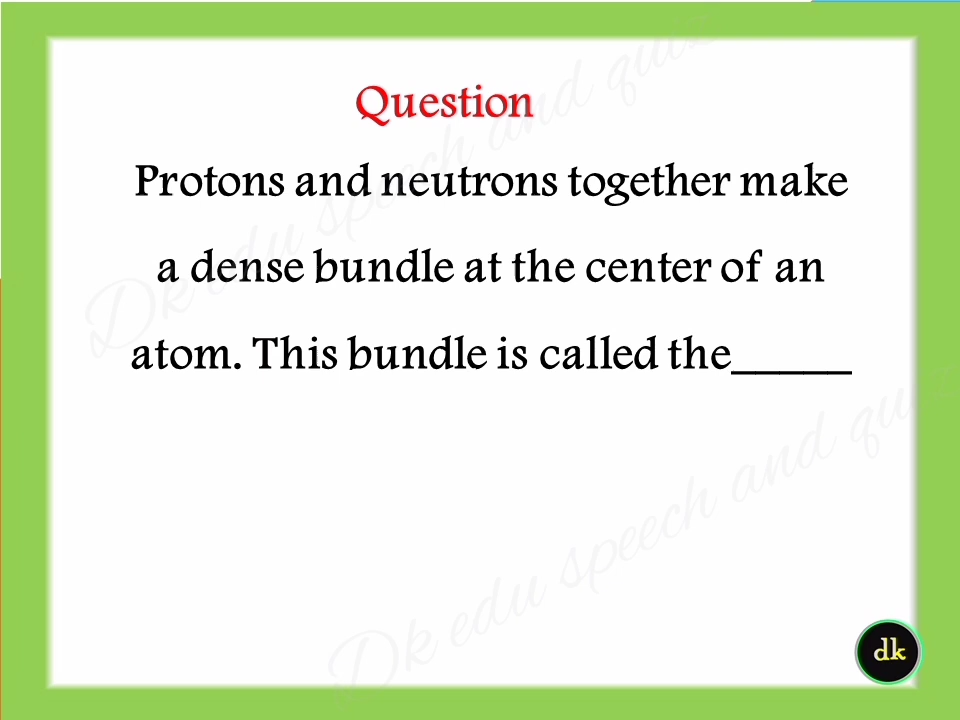 Question
Protons and neutrons together make
a dense bundle at the center of an
atom. This bundle is called the_____
Dk edu speech and quiz
Dk edu speech and quiz
dk